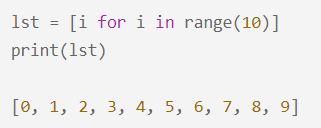 lst = [i for i in range(10)]
print(lst)
[0, 1, 2, 3, 4, 5, 6, 7, 8, 9]